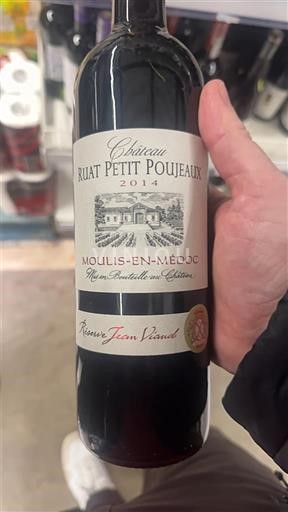 Château
RUAT PETIT POUJEAUX
2014
MOULIS-EN-MÉDOC
Mis en Bouteille au Château
Réserve Jean Viaud